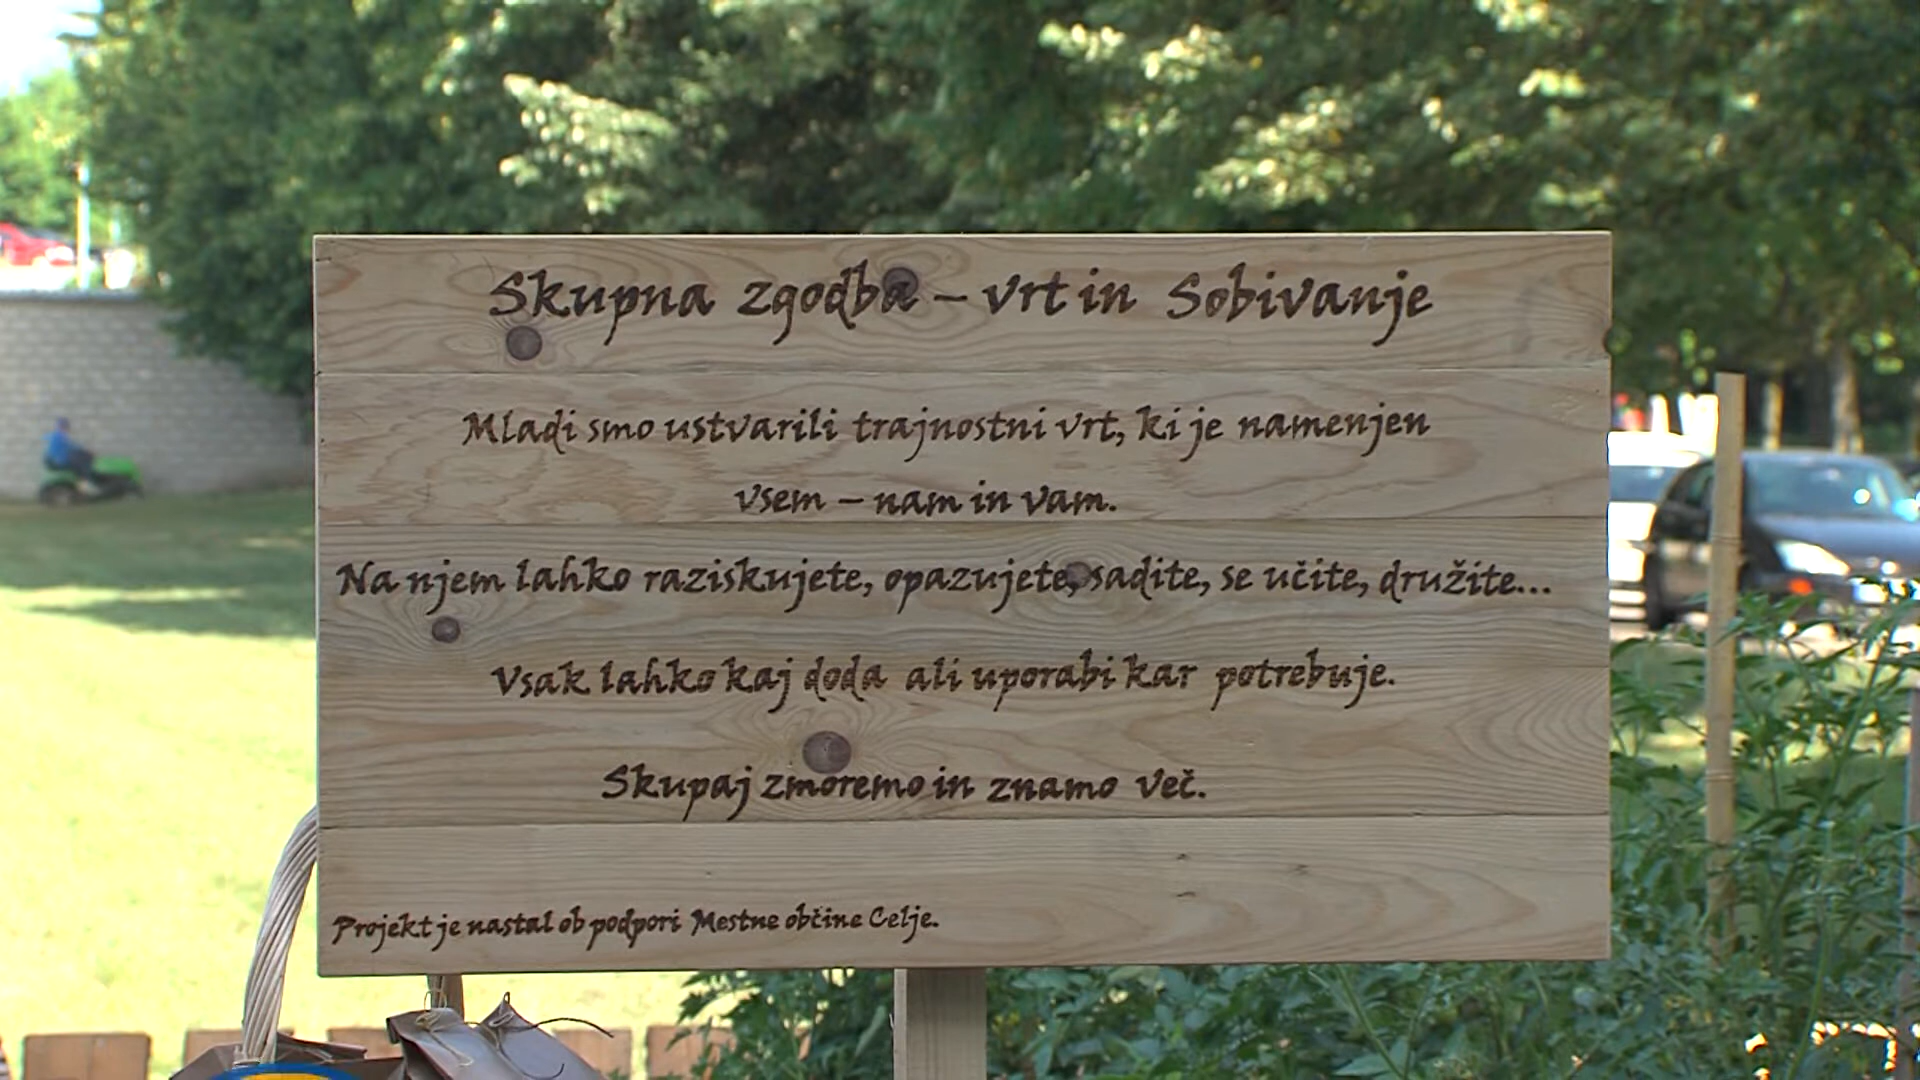 Skupna zgodba – vrt in Sobivanje
Mladi smo ustvarili trajnostni vrt, ki je namenjen
vsem – nam in vam.
Na njem lahko raziskujete, opazujete, sadite, se učite, družite...
Vsak lahko kaj doda ali uporabi kar potrebuje.
Skupaj zmoremo in znamo več.
Projekt je nastal ob podpori Mestne občine Celje.